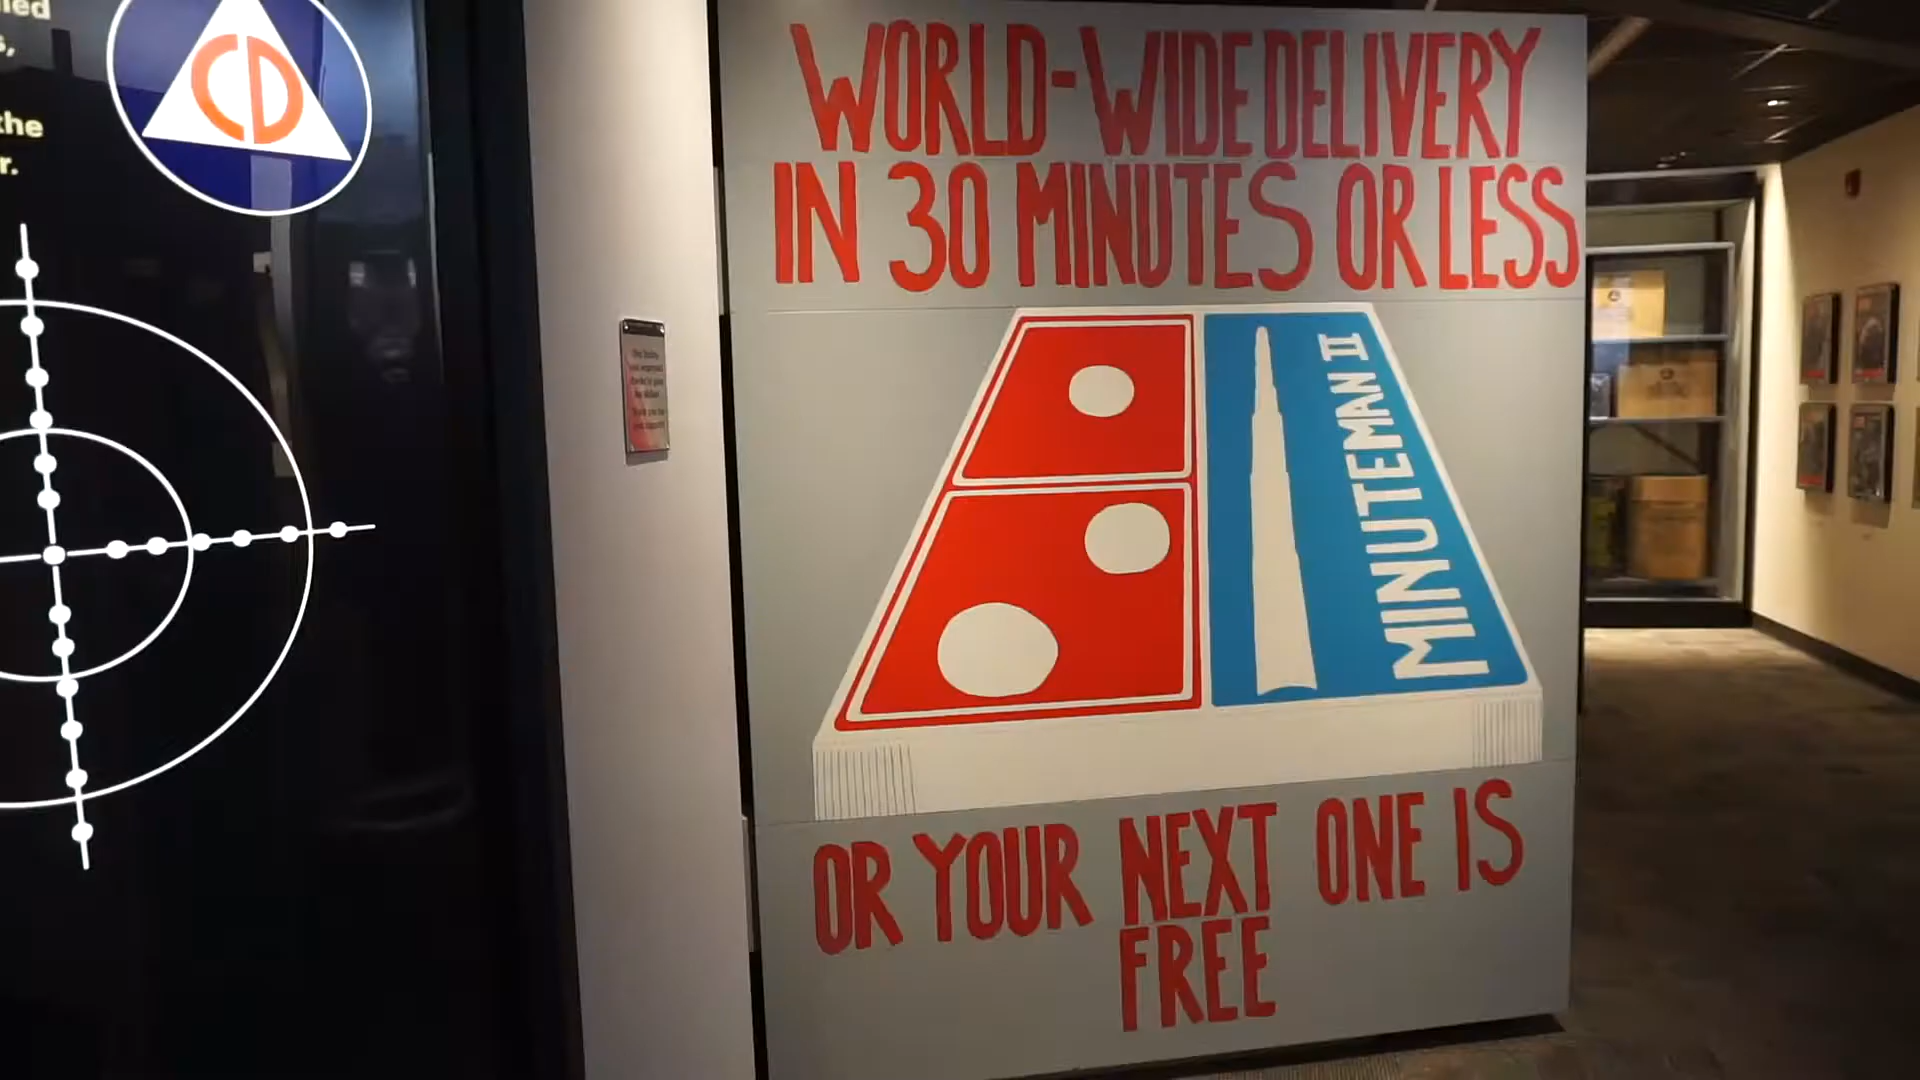 the
r.
CD
WORLD-WIDE DELIVERY
IN 30 MINUTES OR LESS
MINUTEMAN II
OR YOUR NEXT ONE IS
FREE